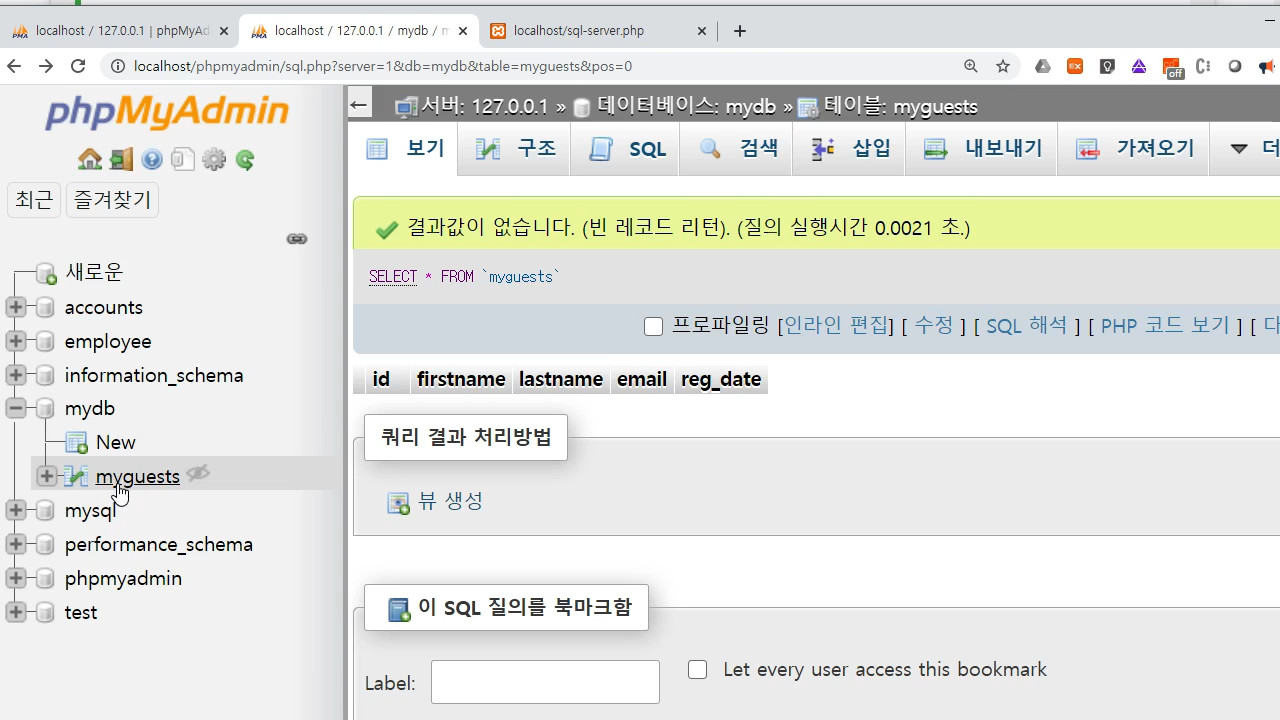 localhost / 127.0.0.1 | phpMyAd
localhost / 127.0.0.1 / mydb / m
localhost/sql-server.php
localhost/phpmyadmin/sql.php?server=1&db=mydb&table=myguests&pos=0
off
phpMyAdmin
최근 즐겨찾기
새로운
accounts
employee
information_schema
mydb
New
myguests
mysql
performance_schema
phpmyadmin
test
서버: 127.0.0.1 » 데이터베이스: mydb » 테이블: myguests
보기 구조 SQL 검색 삽입 내보내기 가져오기 더
결과값이 없습니다. (빈 레코드 리턴). (질의 실행시간 0.0021 초.)
SELECT * FROM `myguests`
프로파일링 [인라인 편집] [ 수정 ] [ SQL 해석 ] [ PHP 코드 보기 ] [ 다
id firstname lastname email reg_date
쿼리 결과 처리방법
뷰 생성
이 SQL 질의를 북마크함
Label:
Let every user access this bookmark